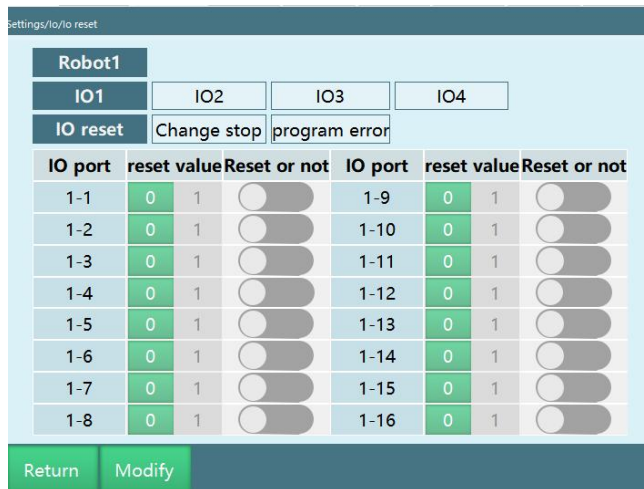 Settings/Io/Io reset
Robot1
IO1 IO2 IO3 IO4
IO reset Change stop program error
IO port reset value Reset or not IO port reset value Reset or not
1-1 0 1 1-9 0 1
1-2 0 1 1-10 0 1
1-3 0 1 1-11 0 1
1-4 0 1 1-12 0 1
1-5 0 1 1-13 0 1
1-6 0 1 1-14 0 1
1-7 0 1 1-15 0 1
1-8 0 1 1-16 0 1
Return Modify